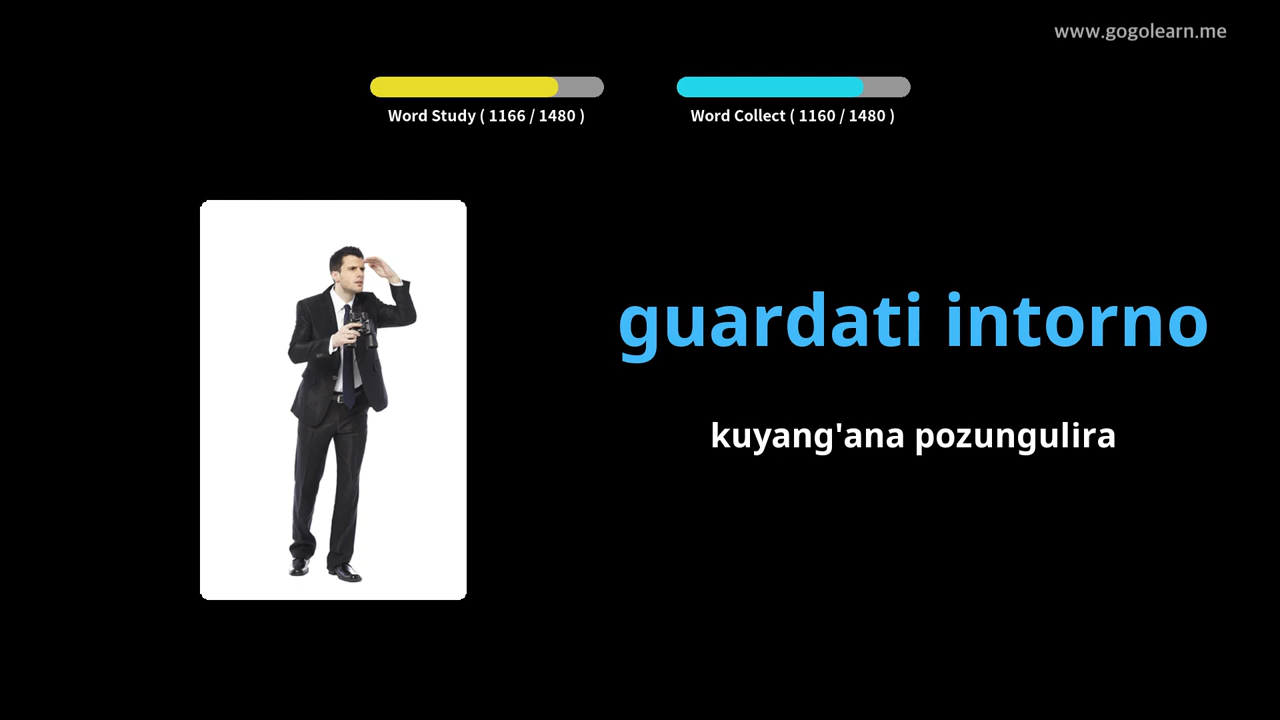 www.gogolearn.me
Word Study ( 1166 / 1480 )
Word Collect ( 1160 / 1480 )
guardati intorno
kuyang'ana pozungulira